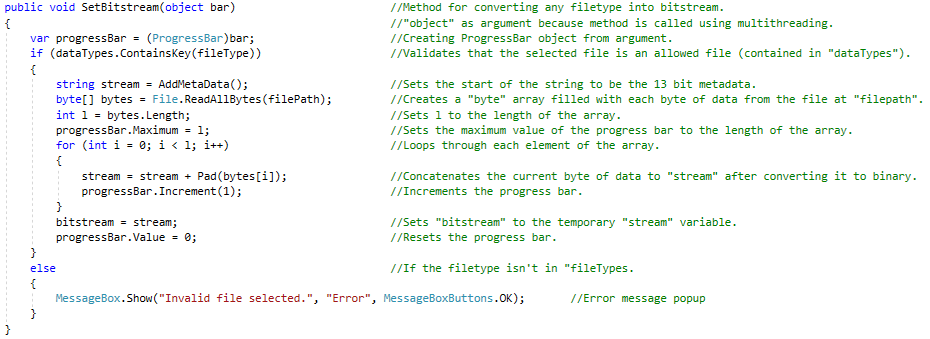 public void SetBitstream(object bar) //Method for converting any filetype into bitstream.
{ //"object" as argument because method is called using multithreading.
var progressBar = (ProgressBar)bar; //Creating ProgressBar object from argument.
if (dataTypes.ContainsKey(fileType)) //Validates that the selected file is an allowed file (contained in "dataTypes").
{
string stream = AddMetaData(); //Sets the start of the string to be the 13 bit metadata.
byte[] bytes = File.ReadAllBytes(filePath); //Creates a "byte" array filled with each byte of data from the file at "filepath".
int l = bytes.Length; //Sets l to the length of the array.
progressBar.Maximum = l; //Sets the maximum value of the progress bar to the length of the array.
for (int i = 0; i < l; i++) //Loops through each element of the array.
{
stream = stream + Pad(bytes[i]); //Concatenates the current byte of data to "stream" after converting it to binary.
progressBar.Increment(1); //Increments the progress bar.
}
bitstream = stream; //Sets "bitstream" to the temporary "stream" variable.
progressBar.Value = 0; //Resets the progress bar.
}
else //If the filetype isn't in "fileTypes.
{
MessageBox.Show("Invalid file selected.", "Error", MessageBoxButtons.OK); //Error message popup
}
}